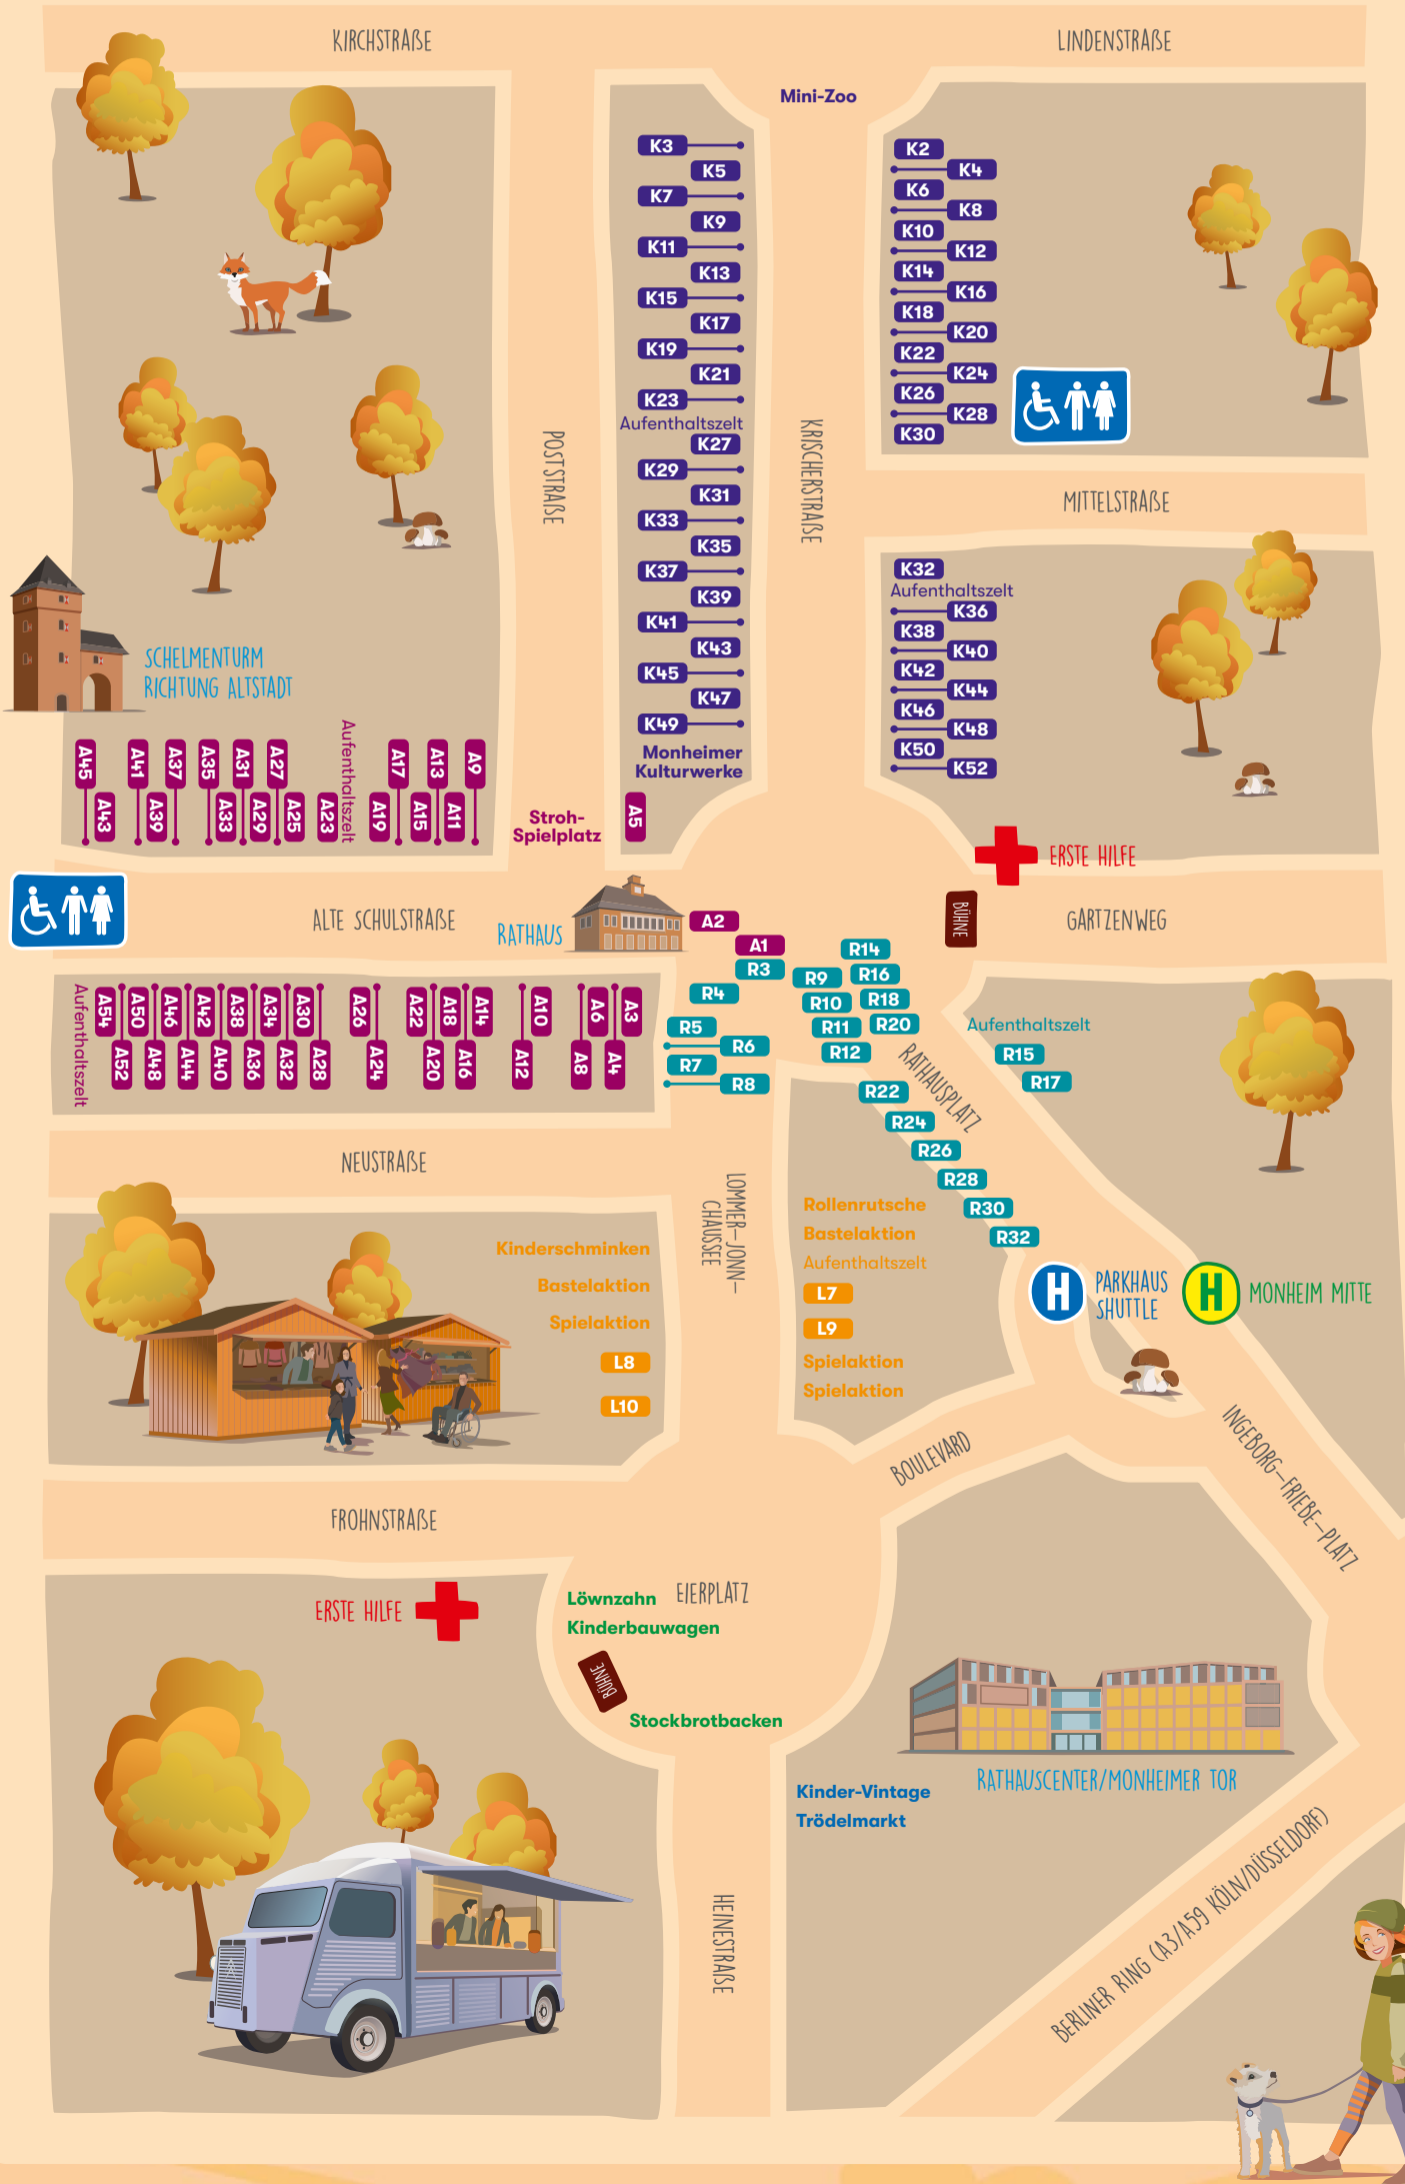 KIRCHSTRAßE
LINDENSTRAßE
Mini-Zoo
K3
K5
K7
K9
K11
K13
K15
K17
K19
K21
K23
Aufenthaltszelt
K27
K29
K31
K33
K35
K37
K39
K41
K43
K45
K47
K49
Monheimer
Kulturwerke
K2
K4
K6
K8
K10
K12
K14
K16
K18
K20
K22
K24
K26
K28
K30
POSTSTRAßE
KRISCHERSTRAßE
MITTELSTRAßE
K32
Aufenthaltszelt
K36
K38
K40
K42
K44
K46
K48
K50
K52
SCHELMENTURM
RICHTUNG ALTSTADT
A45
A43
A41
A39
A37
A35
A33
A31
A29
A27
A25
A23
Aufenthaltszelt
A19
A17
A15
A13
A11
A9
Stroh-
Spielplatz
A5
ERSTE HILFE
BÜHNE
GARTZENWEG
ALTE SCHULSTRAßE
RATHAUS
A2
A1
R3
R4
R5
R6
R7
R8
R14
R9
R16
R10
R18
R11
R20
R12
RATHAUSPLATZ
Aufenthaltszelt
R15
R17
Aufenthaltszelt
A54
A52
A50
A48
A46
A44
A42
A40
A38
A36
A34
A32
A30
A28
A26
A24
A22
A20
A18
A16
A14
A12
A10
A8
A6
A4
A3
R22
R24
R26
R28
R30
R32
NEUSTRAßE
LOMMER-JONN-
CHAUSSEE
Rollenrutsche
Bastelaktion
Aufenthaltszelt
L7
L9
Spielaktion
Spielaktion
Kinderschminken
Bastelaktion
Spielaktion
L8
L10
H
PARKHAUS
SHUTTLE
H
MONHEIM MITTE
BOULEVARD
INGEBORG-FRIEBE-PLATZ
FROHNSTRAßE
ERSTE HILFE
Löwnzahn
EIERPLATZ
Kinderbauwagen
BÜHNE
Stockbrotbacken
RATHAUSCENTER/MONHEIMER TOR
Kinder-Vintage
Trödelmarkt
HEINESTRAßE
BERLINER RING (A3/A59 KÖLN/DÜSSELDORF)